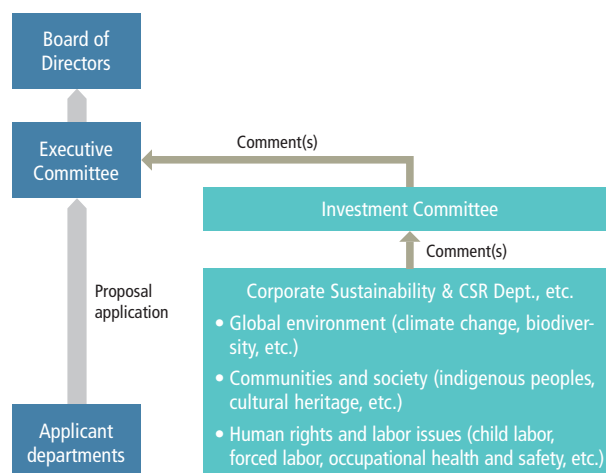 Board of
Directors
Executive
Committee
Comment(s)
Investment Committee
Comment(s)
Proposal
application
Corporate Sustainability & CSR Dept., etc.
• Global environment (climate change, biodiver-
sity, etc.)
• Communities and society (indigenous peoples,
cultural heritage, etc.)
• Human rights and labor issues (child labor,
forced labor, occupational health and safety, etc.)
Applicant
departments